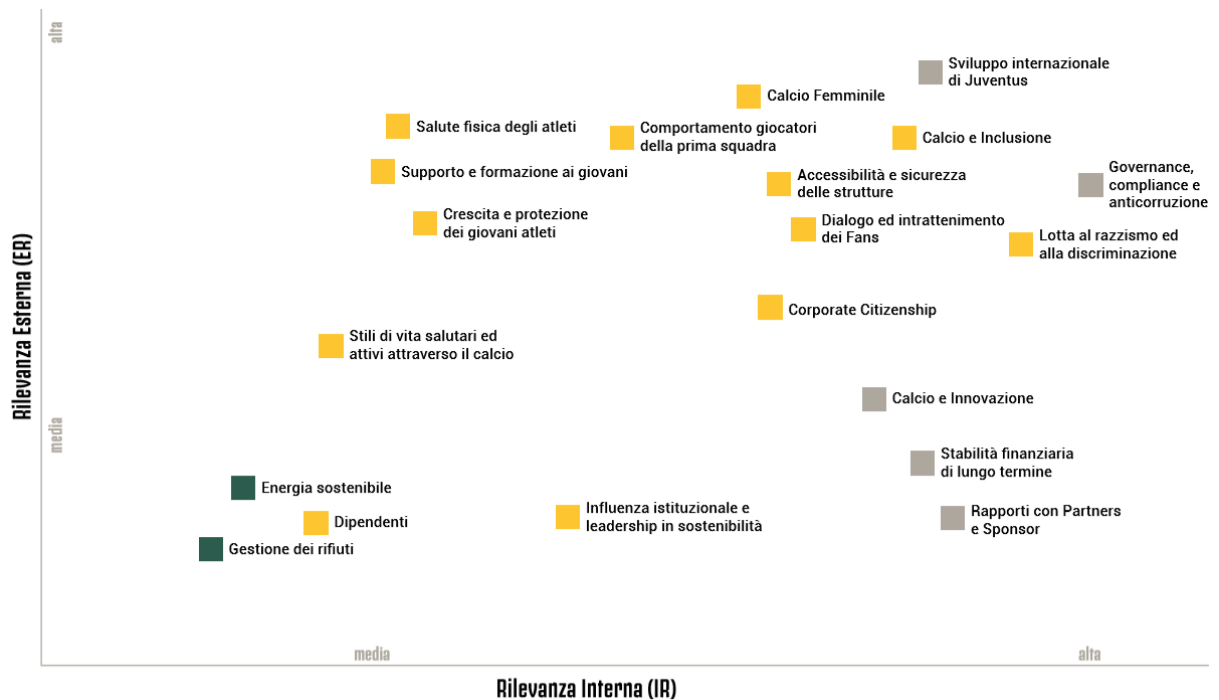 alta
Sviluppo internazionale
di Juventus
Calcio Femminile
Salute fisica degli atleti
Comportamento giocatori
della prima squadra
Calcio e Inclusione
Supporto e formazione ai giovani
Accessibilità e sicurezza
delle strutture
Governance,
compliance e
anticorruzione
Crescita e protezione
dei giovani atleti
Dialogo ed intrattenimento
dei Fans
Lotta al razzismo ed
alla discriminazione
Rilevanza Esterna (ER)
Corporate Citizenship
Stili di vita salutari ed
attivi attraverso il calcio
Calcio e Innovazione
media
Stabilità finanziaria
di lungo termine
Energia sostenibile
Dipendenti
Influenza istituzionale e
leadership in sostenibilità
Rapporti con Partners
e Sponsor
Gestione dei rifiuti
media
alta
Rilevanza Interna (IR)